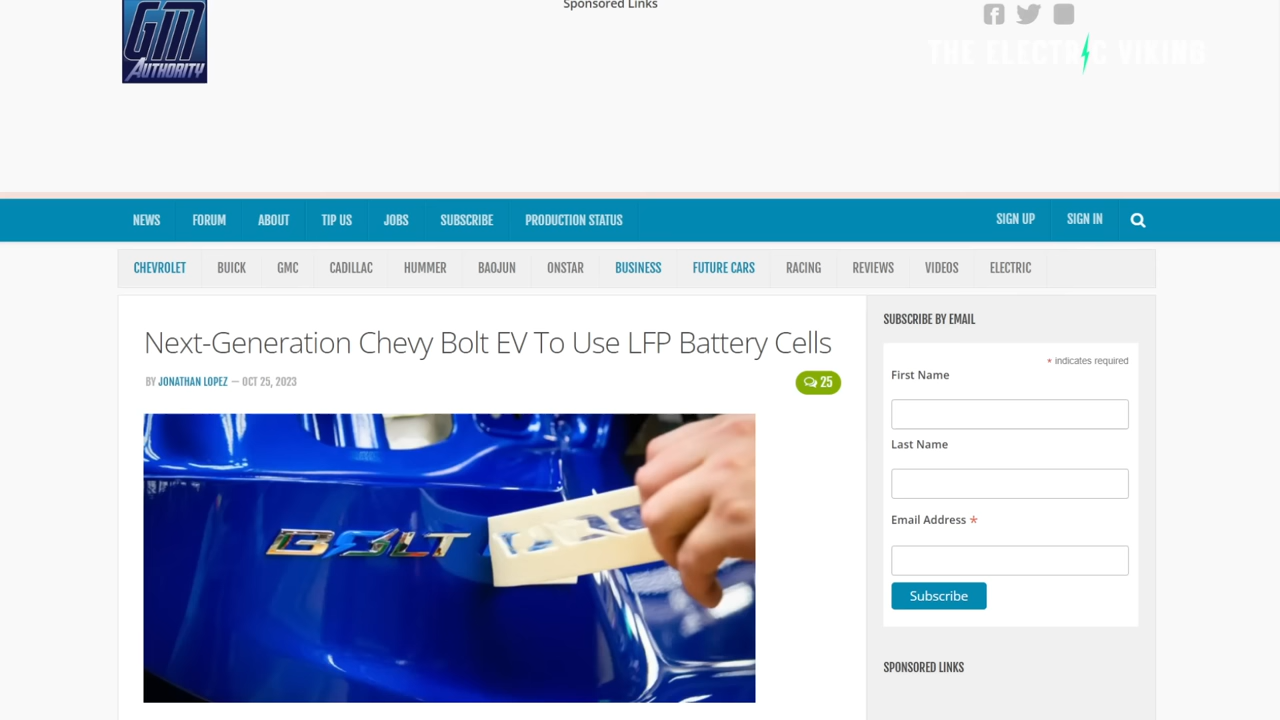 Sponsored Links
GM
AUTHORITY
THE ELECTRIC VIKING
NEWS FORUM ABOUT TIP US JOBS SUBSCRIBE PRODUCTION STATUS SIGN UP SIGN IN
CHEVROLET BUICK GMC CADILLAC HUMMER BAOJUN ONSTAR BUSINESS FUTURE CARS RACING REVIEWS VIDEOS ELECTRIC
Next-Generation Chevy Bolt EV To Use LFP Battery Cells
BY JONATHAN LOPEZ — OCT 25, 2023
25
BOLT
SUBSCRIBE BY EMAIL
* indicates required
First Name
Last Name
Email Address *
Subscribe
SPONSORED LINKS